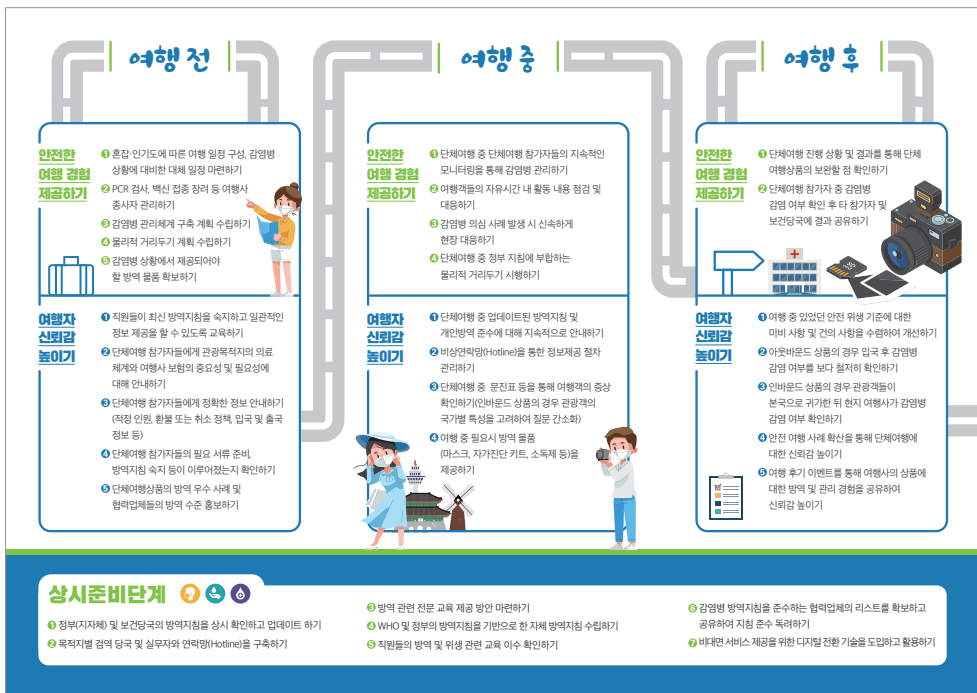 여행 전
안전한
여행 경험
제공하기
❶ 혼잡·인기도에 따른 여행 일정 구성, 감염병
상황에 대비한 대체 일정 마련하기
❷ PCR 검사, 백신 접종 장려 등 여행사
종사자 관리하기
❸ 감염병 관리체계 구축 계획 수립하기
❹ 물리적 거리두기 계획 수립하기
❺ 감염병 상황에서 제공되어야
할 방역 물품 확보하기
여행자
신뢰감
높이기
❶ 직원들이 최신 방역지침을 숙지하고 일관적인
정보 제공을 할 수 있도록 교육하기
❷ 단체여행 참가자들에게 관광목적지의 의료
체계와 여행사 보험의 중요성 및 필요성에
대해 안내하기
❸ 단체여행 참가자들에게 정확한 정보 안내하기
(적정 인원, 환불 또는 취소 정책, 입국 및 출국
정보 등)
❹ 단체여행 참가자들의 필요 서류 준비,
방역지침 숙지 등이 이루어졌는지 확인하기
❺ 단체여행상품의 방역 우수 사례 및
협력업체들의 방역 수준 홍보하기
여행 중
안전한
여행 경험
제공하기
❶ 단체여행 중 단체여행 참가자들의 지속적인
모니터링을 통해 감염병 관리하기
❷ 여행객들의 자유시간 내 활동 내용 점검 및
대응하기
❸ 감염병 의심 사례 발생 시 신속하게
현장 대응하기
❹ 단체여행 중 정부 지침에 부합하는
물리적 거리두기 시행하기
여행자
신뢰감
높이기
❶ 단체여행 중 업데이트된 방역지침 및
개인방역 준수에 대해 지속적으로 안내하기
❷ 비상연락망(Hotline)을 통한 정보제공 절차
관리하기
❸ 단체여행 중 문진표 등을 통해 여행객의 증상
확인하기(인바운드 상품의 경우 관광객의
국가별 특성을 고려하여 질문 간소화)
❹ 여행 중 필요시 방역 물품
(마스크, 자가진단 키트, 소독제 등)을
제공하기
여행 후
안전한
여행 경험
제공하기
❶ 단체여행 진행 상황 및 결과를 통해 단체
여행상품의 보완할 점 확인하기
❷ 단체여행 참가자 중 감염병
감염 여부 확인 후 타 참가자 및
보건당국에 결과 공유하기
SD
여행자
신뢰감
높이기
❶ 여행 중 있었던 안전 위생 기준에 대한
미비 사항 및 건의 사항을 수렴하여 개선하기
❷ 아웃바운드 상품의 경우 입국 후 감염병
감염 여부를 보다 철저히 확인하기
❸ 인바운드 상품의 경우 관광객들이
본국으로 귀가한 뒤 현지 여행사가 감염병
감염 여부 확인하기
❹ 안전 여행 사례 확산을 통해 단체여행에
대한 신뢰감 높이기
❺ 여행 후기 이벤트를 통해 여행사의 상품에
대한 방역 및 관리 경험을 공유하여
신뢰감 높이기
상시준비단계
❶ 정부(지자체) 및 보건당국의 방역지침을 상시 확인하고 업데이트 하기
❷ 목적지별 검역 당국 및 실무자와 연락망(Hotline)을 구축하기
❸ 방역 관련 전문 교육 제공 방안 마련하기
❹ WHO 및 정부의 방역지침을 기반으로 한 자체 방역지침 수립하기
❺ 직원들의 방역 및 위생 관련 교육 이수 확인하기
❻ 감염병 방역지침을 준수하는 협력업체의 리스트를 확보하고
공유하여 지침 준수 독려하기
❼ 비대면 서비스 제공을 위한 디지털 전환 기술을 도입하고 활용하기